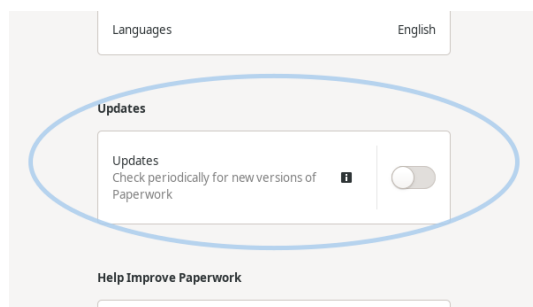 Languages English
Updates
Updates
Check periodically for new versions of
Paperwork
Help Improve Paperwork